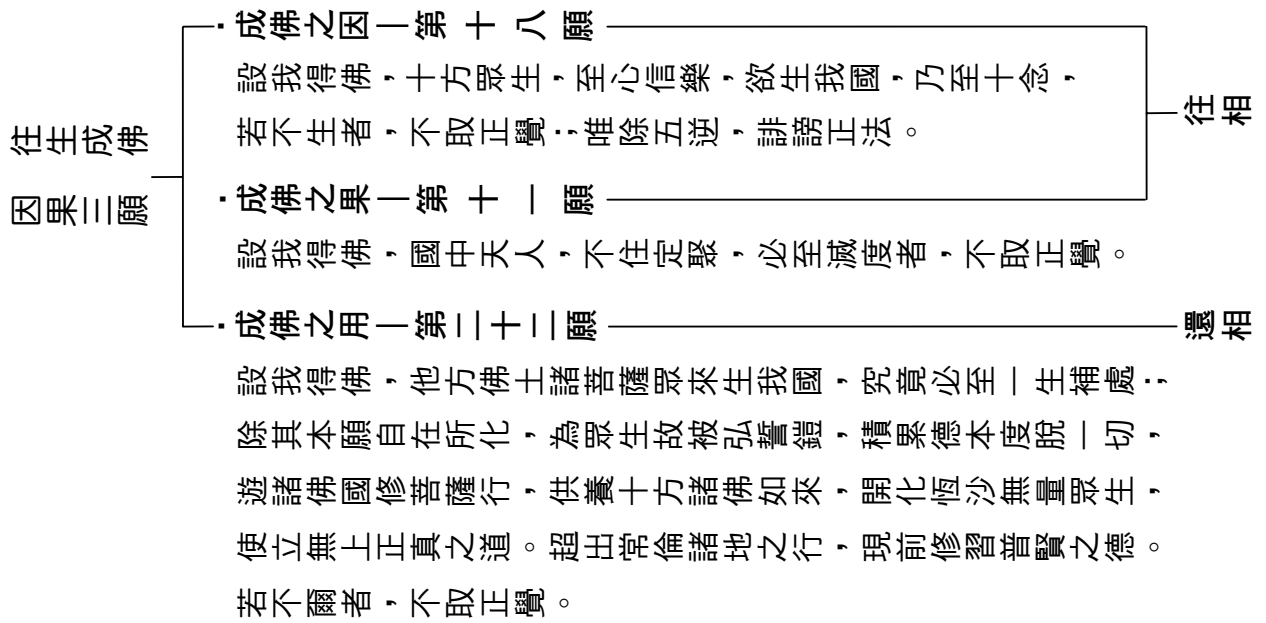 往生成佛
因果三願
・成佛之因—第十八願
設我得佛，十方眾生，至心信樂，欲生我國，乃至十念，
若不生者，不取正覺；唯除五逆，誹謗正法。
・成佛之果—第十一願
設我得佛，國中天人，不住定聚，必至滅度者，不取正覺。
往相
・成佛之用—第二十二願
還相
設我得佛，他方佛土諸菩薩眾來生我國，究竟必至一生補處；
除其本願自在所化，為眾生故被弘誓鎧，積累德本度脫一切，
遊諸佛國修菩薩行，供養十方諸佛如來，開化恆沙無量眾生，
使立無上正真之道。超出常倫諸地之行，現前修習普賢之德。
若不爾者，不取正覺。